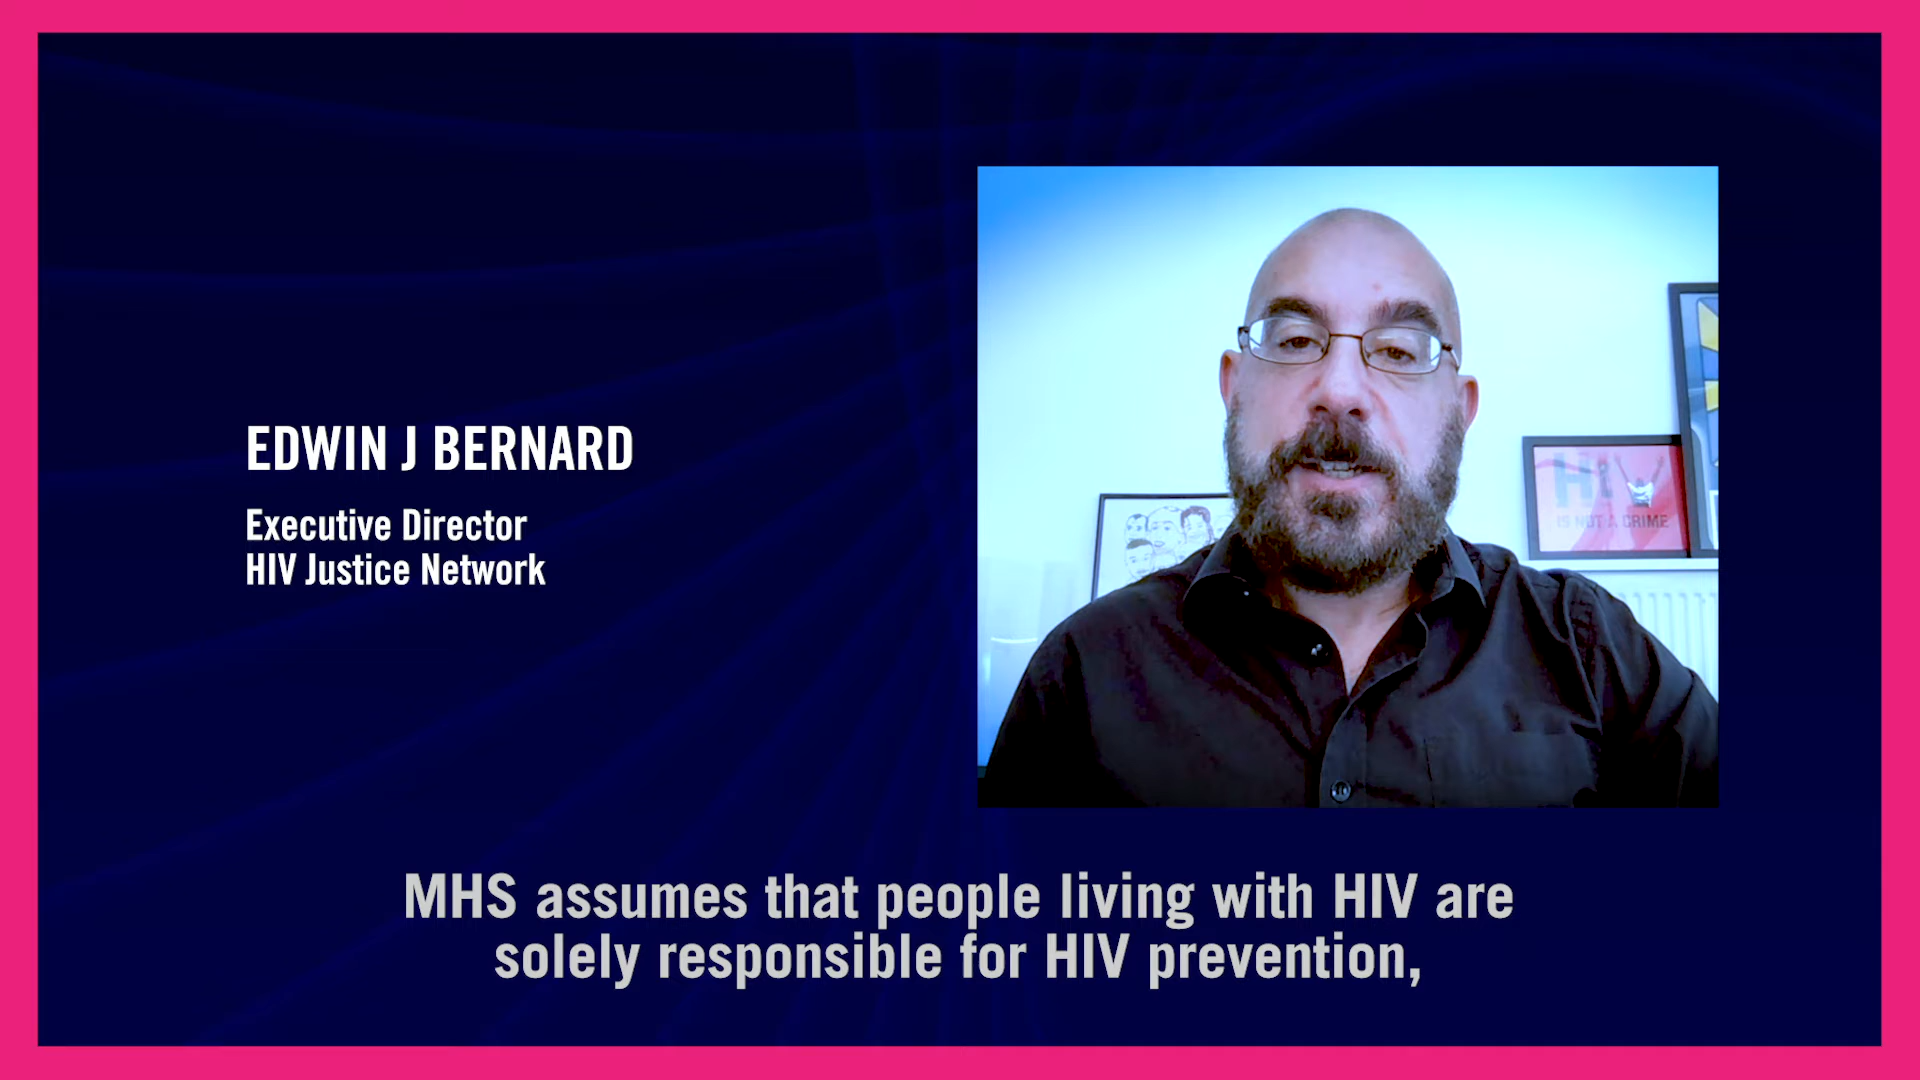 EDWIN J BERNARD
Executive Director
HIV Justice Network
IS NOT A CRIME
MHS assumes that people living with HIV are
solely responsible for HIV prevention,